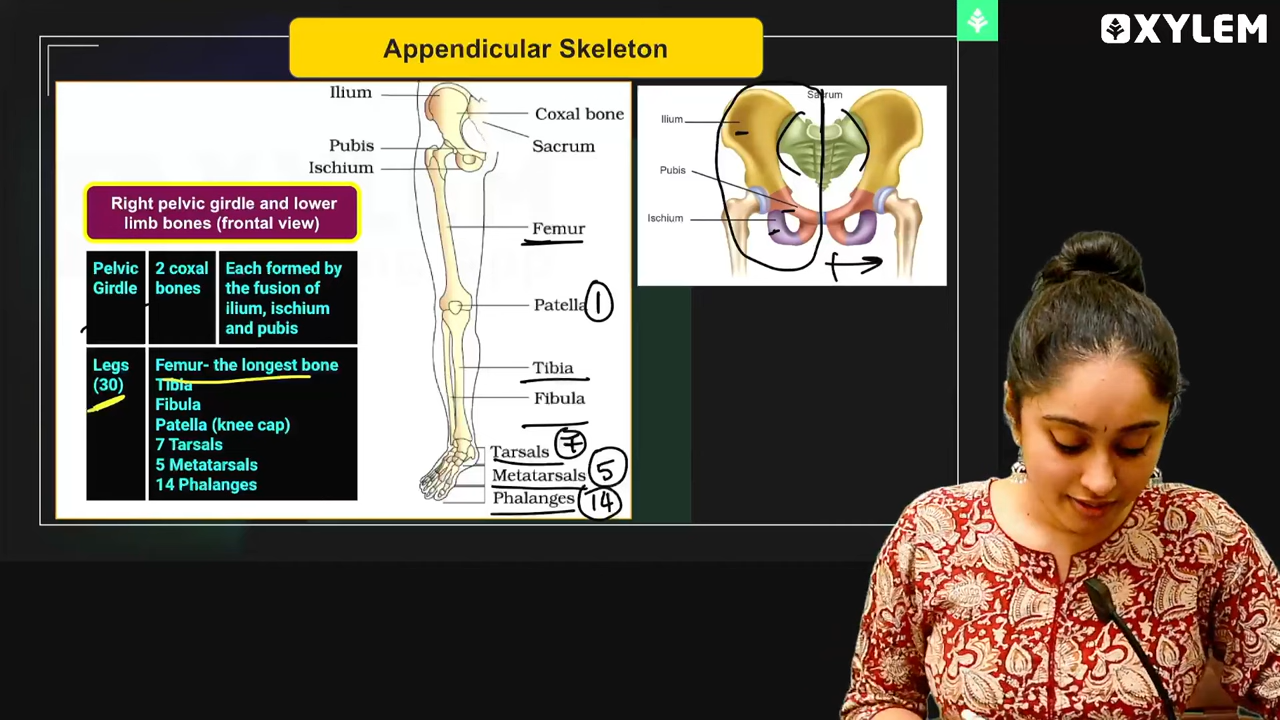 Appendicular Skeleton
OXYLEM
Ilium
Coxal bone
Pubis
Sacrum
Ischium
Right pelvic girdle and lower
limb bones (frontal view)
Femur
Pelvic Girdle
2 coxal bones
Each formed by
the fusion of
ilium, ischium
and pubis
Patella 1
Legs
(30)
Femur- the longest bone
Tibia
Fibula
Patella (knee cap)
7 Tarsals
5 Metatarsals
14 Phalanges
Tibia
Fibula
Tarsals 7
Metatarsals 5
Phalanges 14
Sacrum
Ilium
Pubis
Ischium